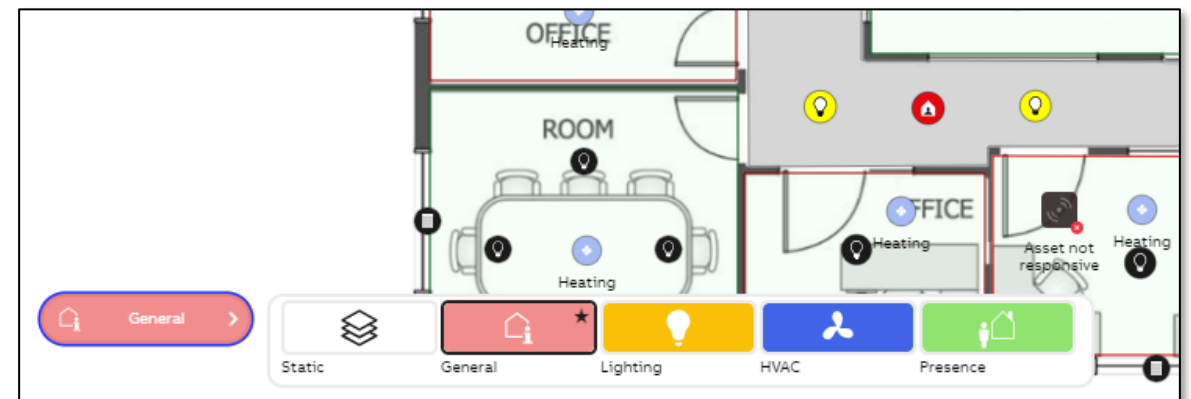 OFFICE
Heating
ROOM
Heating
OFFICE
Heating
Asset not
responsive
Heating
General
Static
General
Lighting
HVAC
Presence